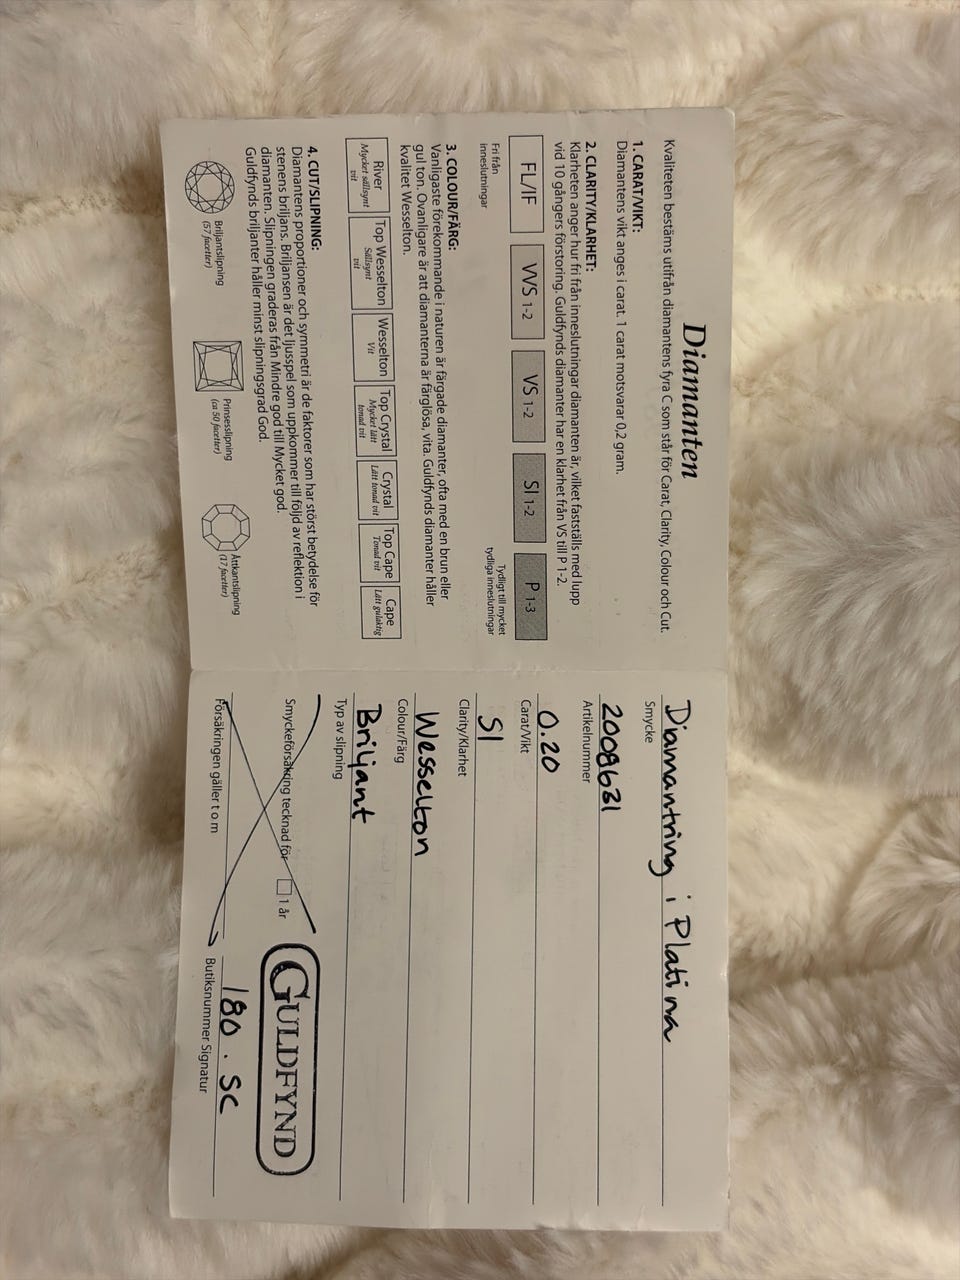 Diamanten
Kvaliteten bestäms utifrån diamantens fyra C som står för Carat, Clarity, Colour och Cut.
1. CARAT/VIKT:
Diamantens vikt anges i carat. 1 carat motsvarar 0,2 gram.
2. CLARITY/KLARHET:
Klarheten anger hur fri från inneslutningar diamanten är, vilket fastställs med lupp
vid 10 gångers förstoring. Guldfynds diamanter har en klarhet från VS till P 1-2.
FL/IF VVS 1-2 VS 1-2 SI 1-2 P 1-3
Fri från
inneslutningar
Tydligt till mycket
tydliga inneslutningar
3. COLOUR/FÄRG:
Vanligaste förekommande i naturen är färgade diamanter, ofta med en brun eller
gul ton. Ovanligare är att diamanterna är färglösa, vita. Guldfynds diamanter håller
kvalitet Wesselton.
River
Mycket sällsynt
vit
Top Wesselton
Sällsynt
vit
Wesselton
Vit
Top Crystal
Mycket lätt
tonad vit
Crystal
Lätt tonad vit
Top Cape
Tonad vit
Cape
Lätt gulaktig
4. CUT/SLIPNING:
Diamantens proportioner och symmetri är de faktorer som har störst betydelse för
stenens briljans. Briljansen är det ljusspel som uppkommer till följd av reflektion i
diamanten. Slipningen graderas från Mindre god till Mycket god.
Guldfynds briljanter håller minst slipningsgrad God.
Briljantslipning
(57 facetter)
Prinsesslipning
(ca 50 facetter)
Åttkantslipning
(17 facetter)
Diamantring i Platina
Smycke
2008631
Artikelnummer
0.20
Carat/Vikt
SI
Clarity/Klarhet
Wesselton
Colour/Färg
Briljant
Typ av slipning
Smyckeförsäkring tecknad för 1 år
Försäkringen gäller t o m
GULDFYND
180. SC
Butiksnummer Signatur